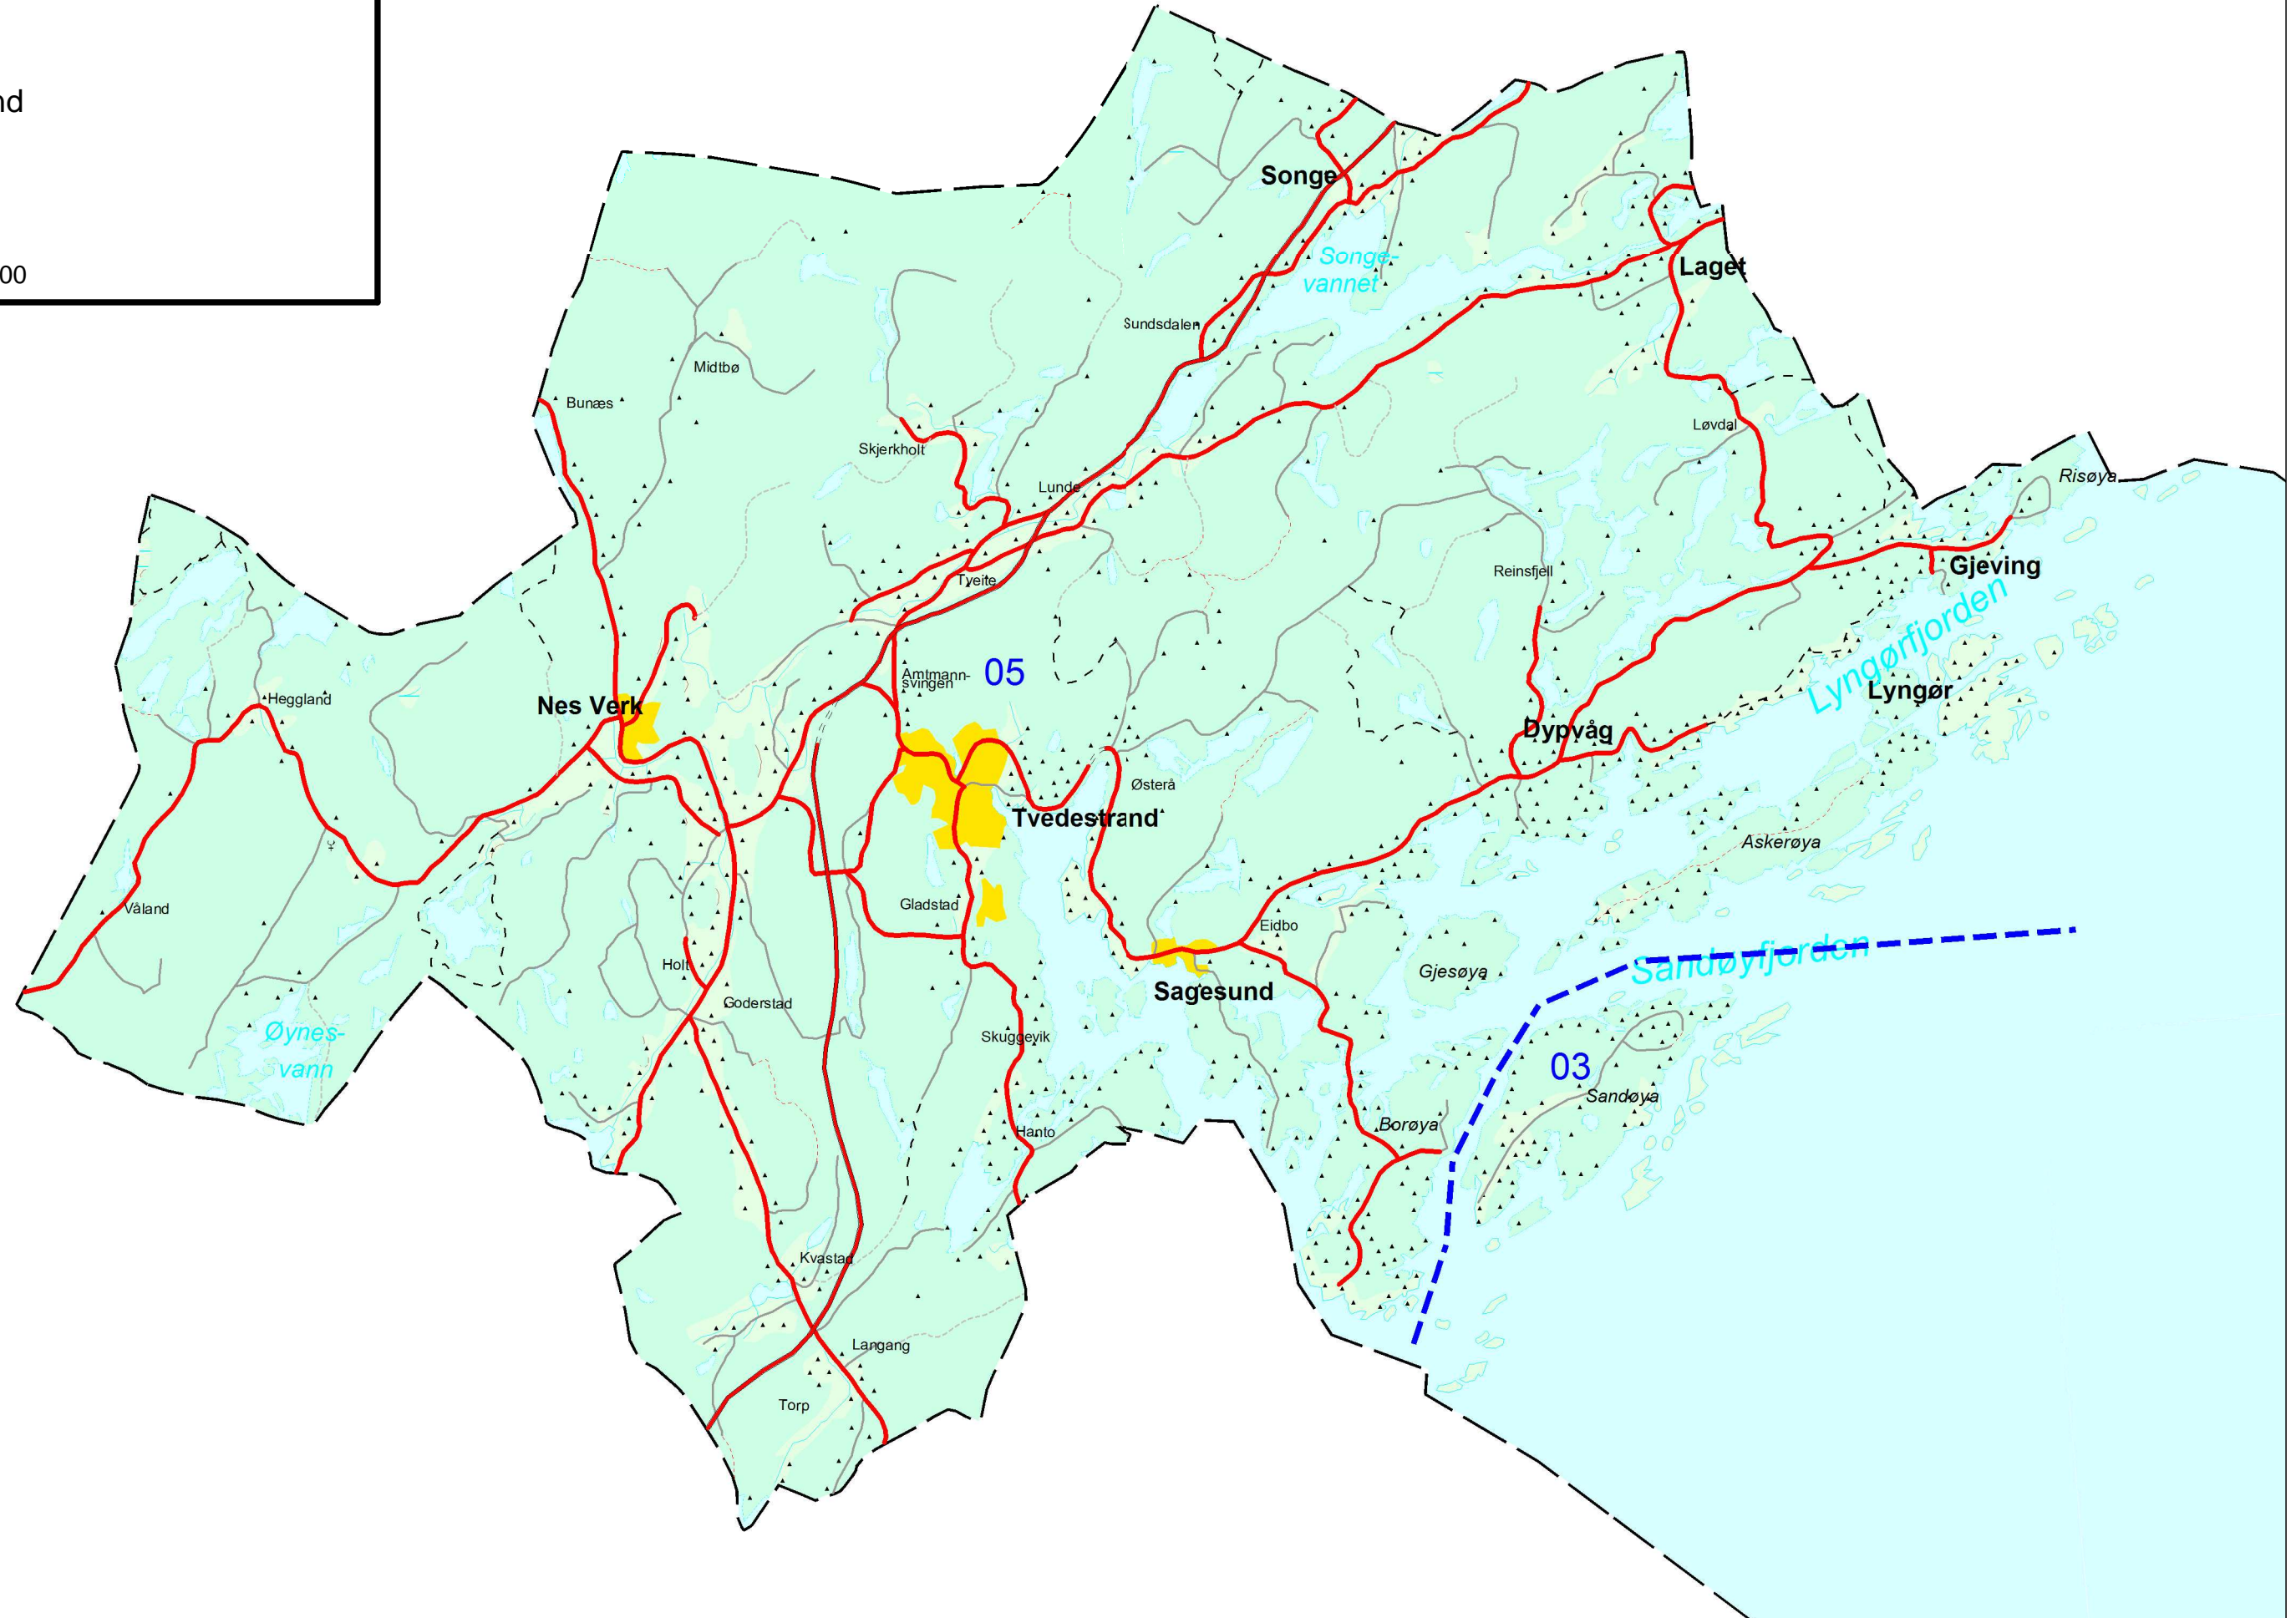 nd
00
Songe
Songe-
vannet
Laget
Sundsdalen
Midtbø
Bunæs
Skjerkholt
Løvdal
Lunde
Risøya
Tveite
Reinsfjell
Gjeving
Amtmann-
svingen
05
Lyngørfjorden
Lyngør
Heggland
Nes Verk
Dypvåg
Østerå
Tvedestrand
Askerøya
Våland
Gladstad
Eidbo
Sandøyfjorden
Holt
Gjesøya
Sagesund
Goderstad
Øynes-
vann
Skuggevik
03
Sandøya
Hanto
Borøya
Kvastad
Langang
Torp